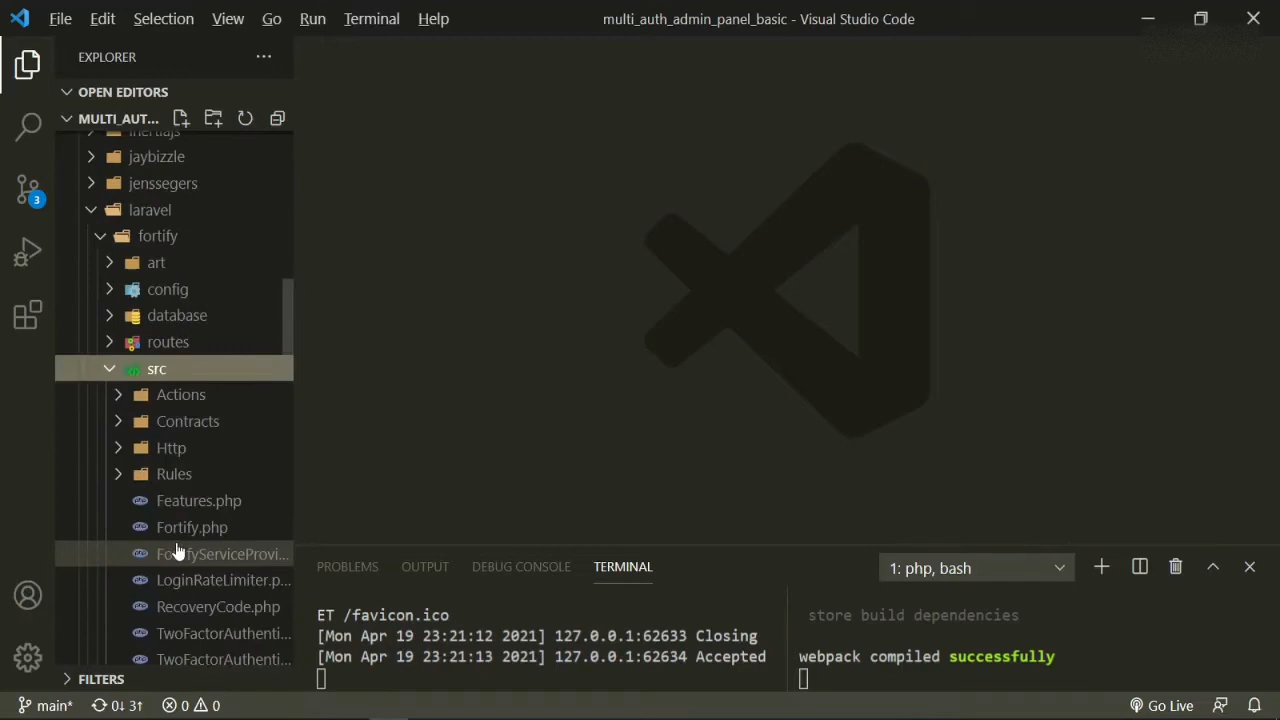 File Edit Selection View Go Run Terminal Help
multi_auth_admin_panel_basic - Visual Studio Code
EXPLORER
OPEN EDITORS
MULTI_AUT...
inertiajs
jaybizzle
jenssegers
laravel
fortify
art
config
database
routes
src
Actions
Contracts
Http
Rules
Features.php
Fortify.php
FortifyServiceProvi...
LoginRateLimiter.p...
RecoveryCode.php
TwoFactorAuthenti...
TwoFactorAuthenti...
FILTERS
3
PROBLEMS OUTPUT DEBUG CONSOLE TERMINAL
1: php, bash
ET /favicon.ico
[Mon Apr 19 23:21:12 2021] 127.0.0.1:62633 Closing
[Mon Apr 19 23:21:13 2021] 127.0.0.1:62634 Accepted
store build dependencies
webpack compiled successfully
main* 0↓ 3↑ 0 0
Go Live